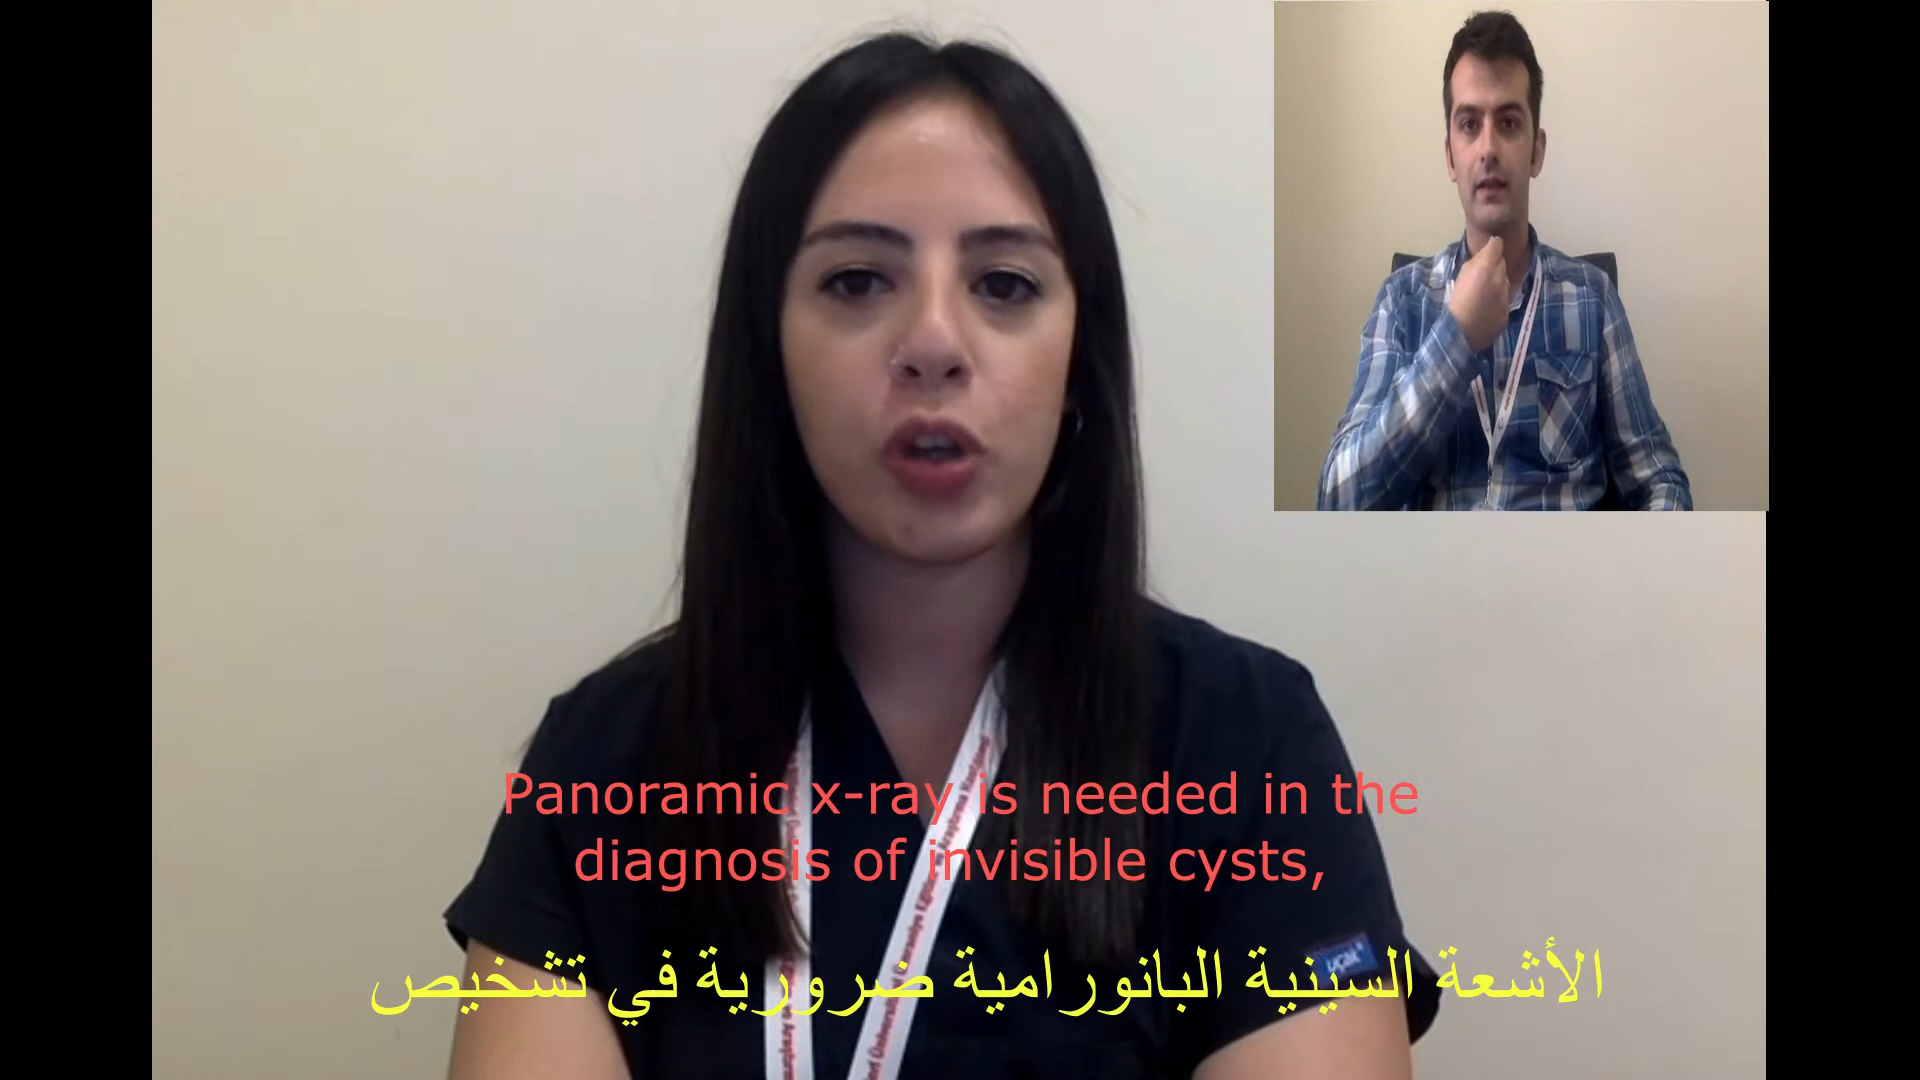 Panoramic x-ray is needed in the
diagnosis of invisible cysts,
الأشعة السينية البانورامية ضرورية في تشخيص